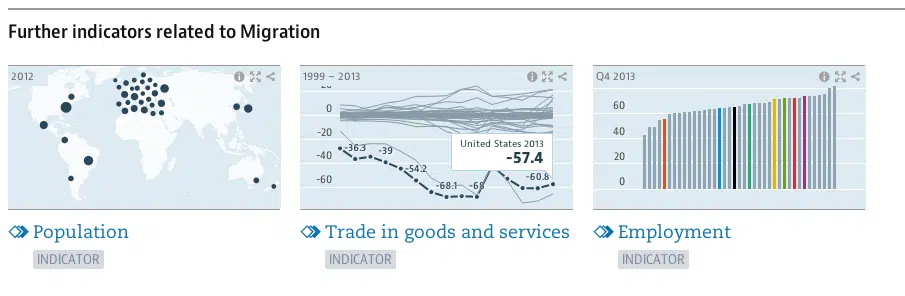 Further indicators related to Migration
2012
1999 – 2013
20
0
-20
-40
-60
-36.3
-39
-54.2
-68.1
-68
-60.8
United States 2013
-57.4
Q4 2013
60
40
20
0
Population
INDICATOR
Trade in goods and services
INDICATOR
Employment
INDICATOR